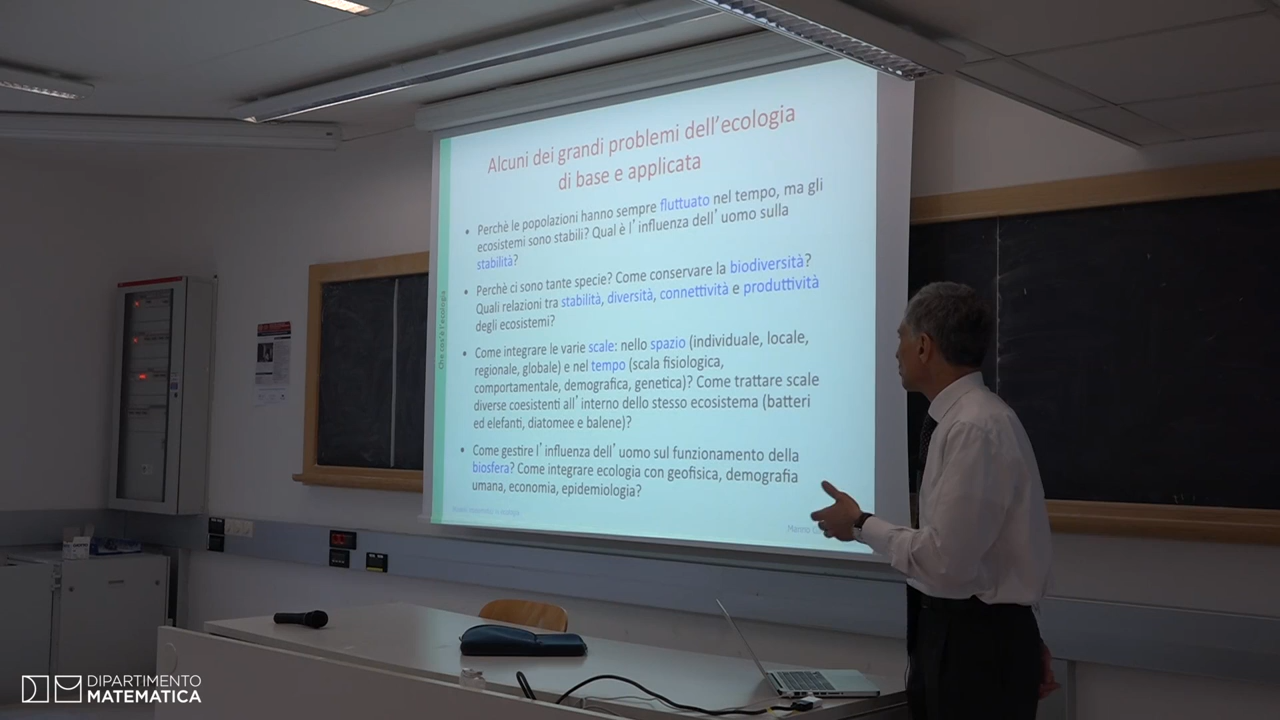 Alcuni dei grandi problemi dell'ecologia
di base e applicata
• Perchè le popolazioni hanno sempre fluttuato nel tempo, ma gli
ecosistemi sono stabili? Qual è l'influenza dell'uomo sulla
stabilità?
• Perchè ci sono tante specie? Come conservare la biodiversità?
Quali relazioni tra stabilità, diversità, connettività e produttività
degli ecosistemi?
• Come integrare le varie scale: nello spazio (individuale, locale,
regionale, globale) e nel tempo (scala fisiologica,
comportamentale, demografica, genetica)? Come trattare scale
diverse coesistenti all'interno dello stesso ecosistema (batteri
ed elefanti, diatomee e balene)?
• Come gestire l'influenza dell'uomo sul funzionamento della
biosfera? Come integrare ecologia con geofisica, demografia
umana, economia, epidemiologia?
Che cos'è l'ecologia
Marino
DIPARTIMENTO
MATEMATICA